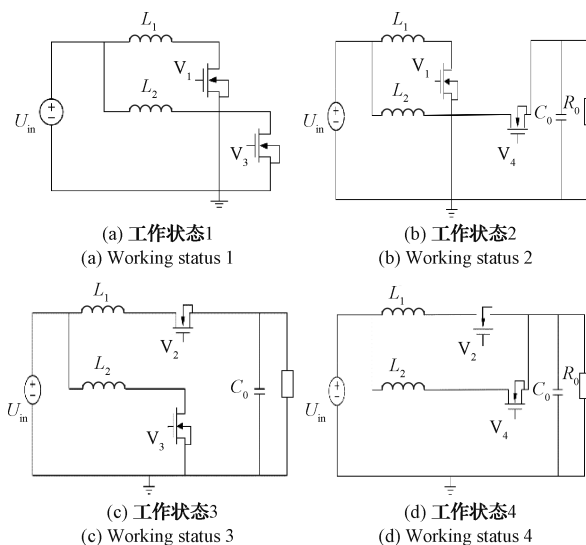 L1
V1
L2
Uin
V3
(a) 工作状态1
(a) Working status 1
L1
V1
L2
Uin
V4
C0
R0
(b) 工作状态2
(b) Working status 2
L1
V2
L2
C0
Uin
V3
(c) 工作状态3
(c) Working status 3
L1
V2
L2
C0
R0
Uin
V4
(d) 工作状态4
(d) Working status 4